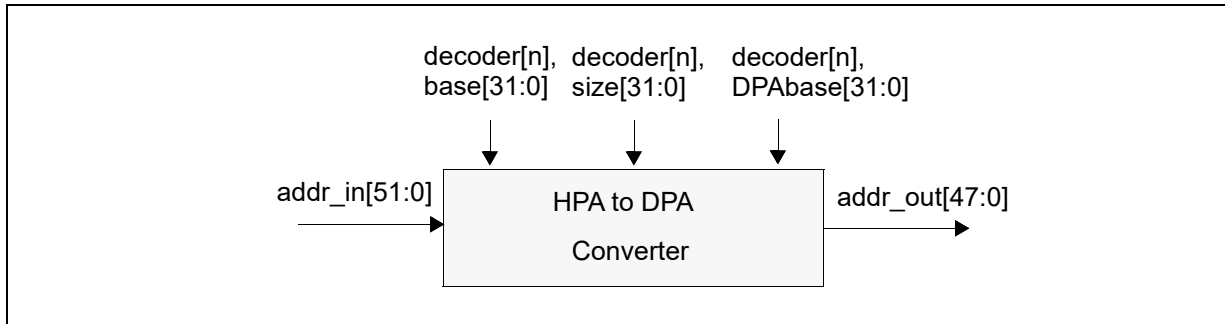 decoder[n],
base[31:0]
decoder[n],
size[31:0]
decoder[n],
DPAbase[31:0]
addr_in[51:0]
HPA to DPA
Converter
addr_out[47:0]